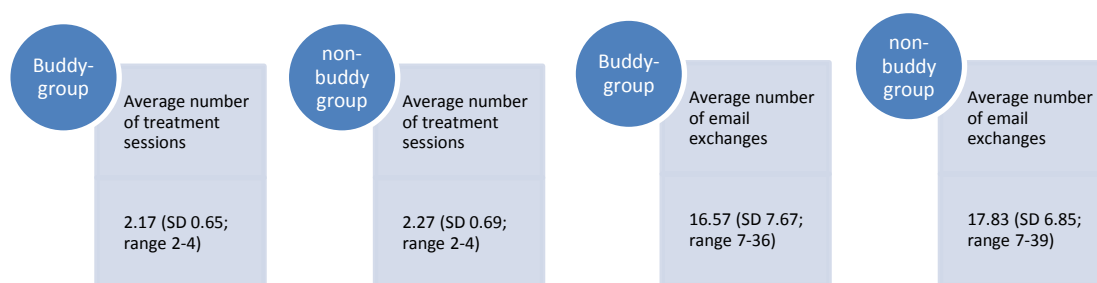 Buddy-
group
Average number
of treatment
sessions
2.17 (SD 0.65;
range 2-4)
non-
buddy
group
Average number
of treatment
sessions
2.27 (SD 0.69;
range 2-4)
Buddy-
group
Average number
of email
exchanges
16.57 (SD 7.67;
range 7-36)
non-
buddy
group
Average number
of email
exchanges
17.83 (SD 6.85;
range 7-39)